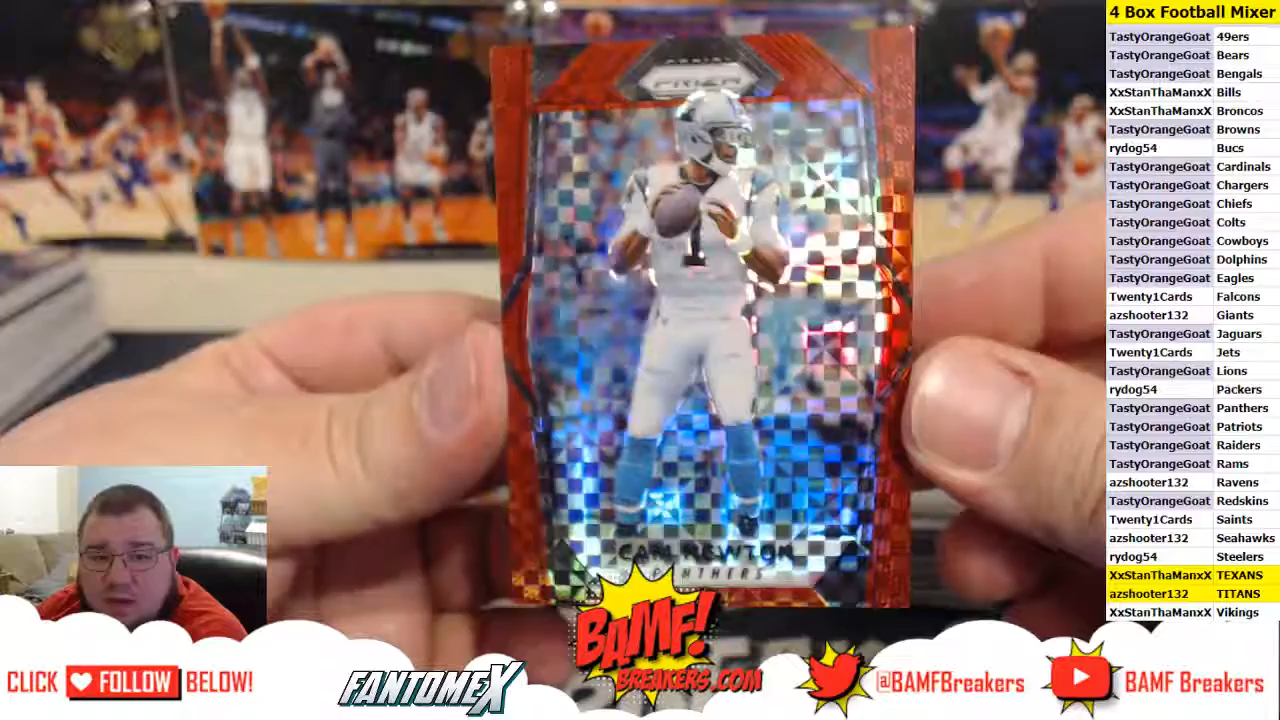 4 Box Football Mixer
TastyOrangeGoat 49ers
TastyOrangeGoat Bears
TastyOrangeGoat Bengals
XxStanThaManxX Bills
XxStanThaManxX Broncos
TastyOrangeGoat Browns
rydog54 Bucs
TastyOrangeGoat Cardinals
TastyOrangeGoat Chargers
TastyOrangeGoat Chiefs
TastyOrangeGoat Colts
TastyOrangeGoat Cowboys
TastyOrangeGoat Dolphins
TastyOrangeGoat Eagles
Twenty1Cards Falcons
azshooter132 Giants
TastyOrangeGoat Jaguars
Twenty1Cards Jets
TastyOrangeGoat Lions
rydog54 Packers
TastyOrangeGoat Panthers
TastyOrangeGoat Patriots
TastyOrangeGoat Raiders
TastyOrangeGoat Rams
azshooter132 Ravens
TastyOrangeGoat Redskins
Twenty1Cards Saints
azshooter132 Seahawks
rydog54 Steelers
XxStanThaManxX TEXANS
azshooter132 TITANS
XxStanThaManxX Vikings
PANINI
PRIZM
1
CAM NEWTON
PANTHERS
CLICK FOLLOW BELOW!
FANTOMEX
BAMF!
BREAKERS.COM
@BAMFBreakers
BAMF Breakers